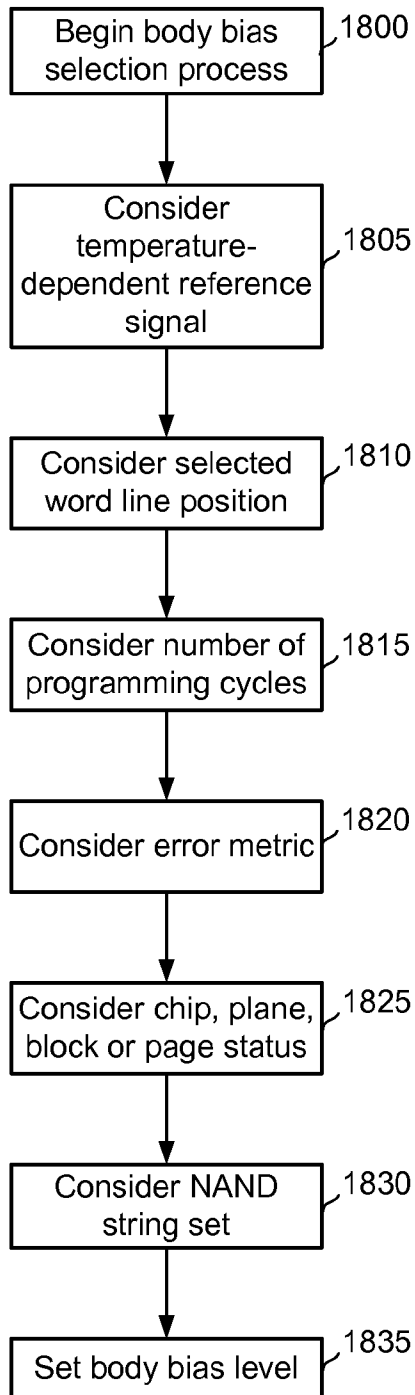 Begin body bias
selection process
1800
Consider
temperature-
dependent reference
signal
1805
Consider selected
word line position
1810
Consider number of
programming cycles
1815
Consider error metric
1820
Consider chip, plane,
block or page status
1825
Consider NAND
string set
1830
Set body bias level
1835